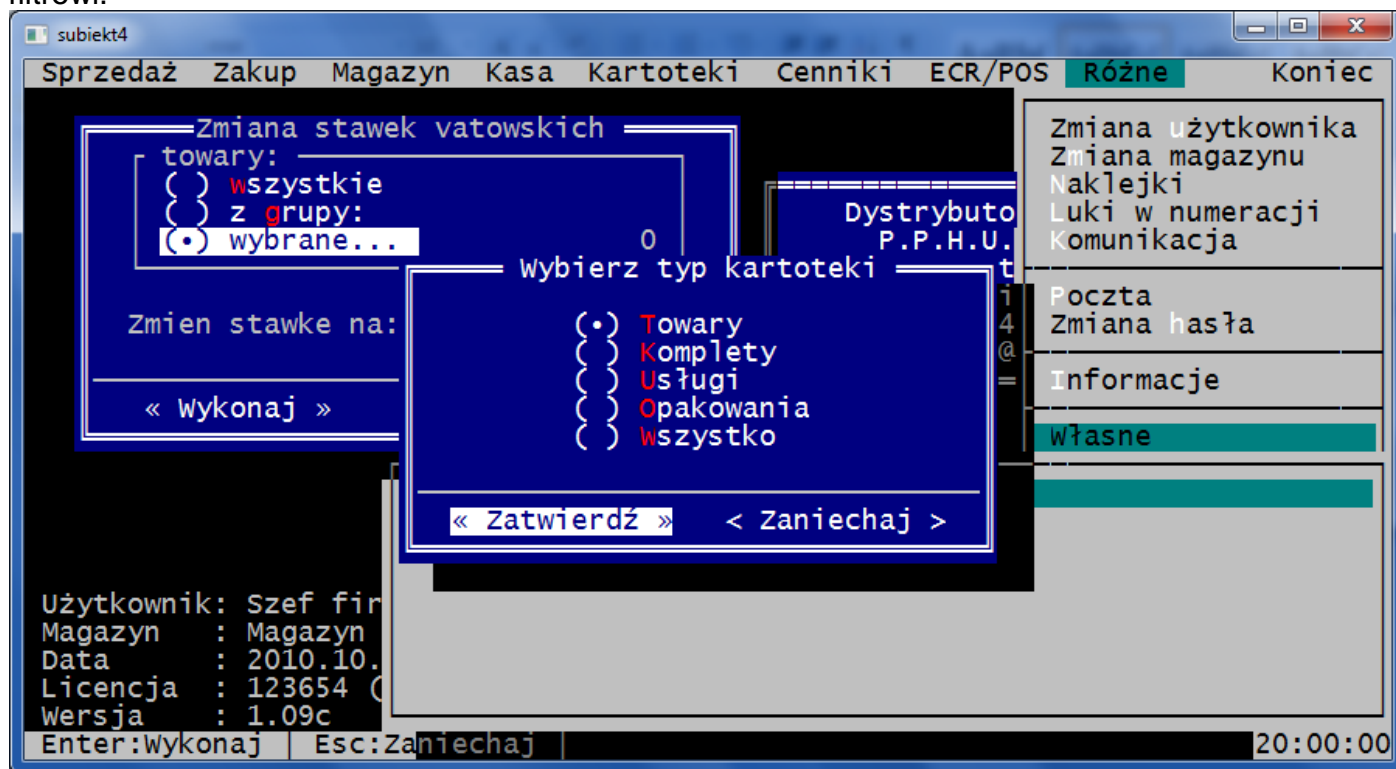 subiekt4
Sprzedaż Zakup Magazyn Kasa Kartoteki Cenniki ECR/POS Różne Koniec
Zmiana stawek vatowskich
towary:
( ) wszystkie
( ) z grupy:
(•) wybrane... 0
Zmien stawke na:
« Wykonaj »
Dystrybuto
P.P.H.U.
t
i
4
@
=
Wybierz typ kartoteki
(•) Towary
( ) Komplety
( ) Usługi
( ) Opakowania
( ) Wszystko
« Zatwierdź » < Zaniechaj >
Zmiana użytkownika
Zmiana magazynu
Naklejki
Luki w numeracji
Komunikacja
Poczta
Zmiana hasła
Informacje
Własne
Użytkownik: Szef fir
Magazyn : Magazyn
Data : 2010.10.
Licencja : 123654 (
Wersja : 1.09c
Enter:Wykonaj | Esc:Zaniechaj | 20:00:00